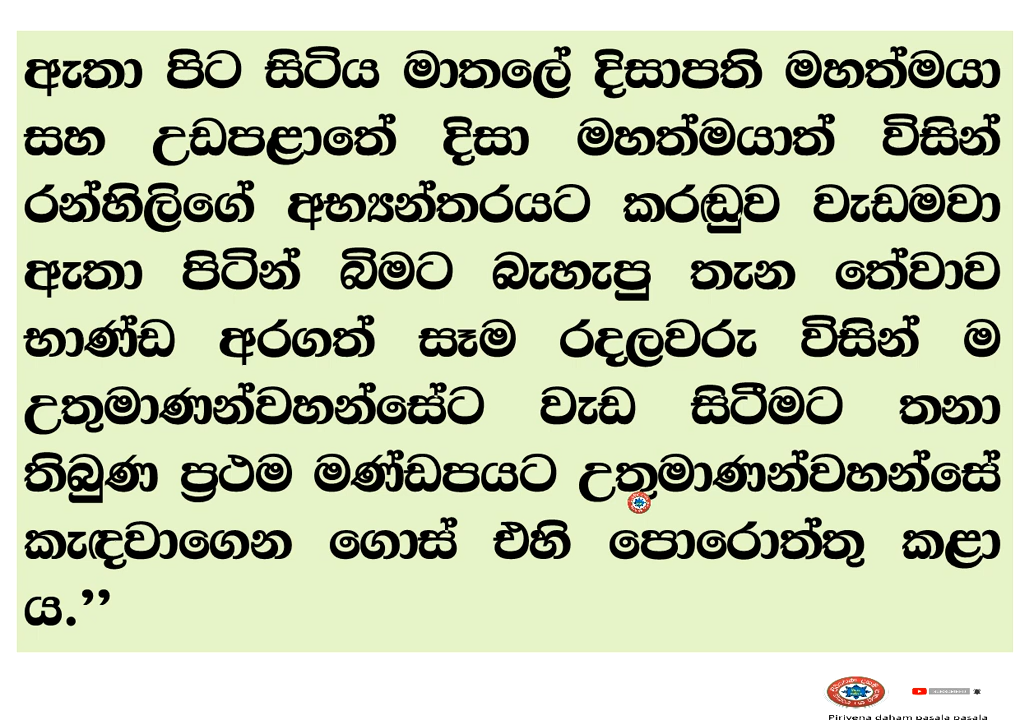 ඇතා පිට සිටිය මාතලේ දිසාපති මහත්මයා
සහ උඩපළාතේ දිසා මහත්මයාත් විසින්
රන්හිලිගේ අභ්‍යන්තරයට කරඬුව වැඩමවා
ඇතා පිටින් බිමට බැහැපු තැන තේවාව
භාණ්ඩ අරගත් සෑම රදලවරු විසින් ම
උතුමාණන්වහන්සේට වැඩ සිටීමට තනා
තිබුණ ප්‍රථම මණ්ඩපයට උතුමාණන්වහන්සේ
කැඳවාගෙන ගොස් එහි පොරොත්තු කළා
ය.’’
Piriyena daham pasala pasala